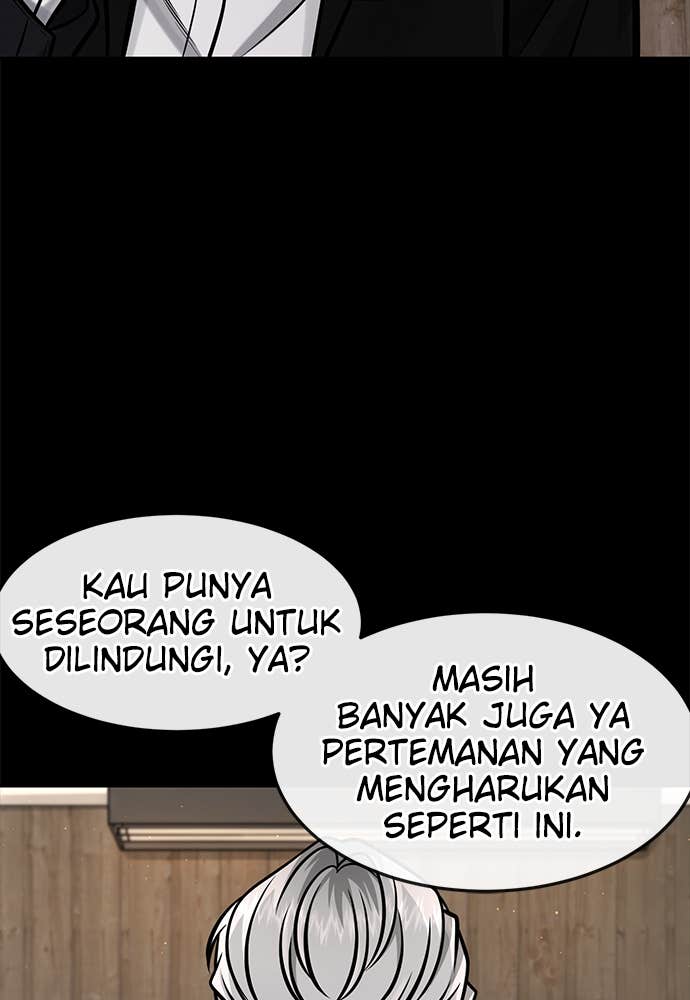 KAU PUNYA
SESEORANG UNTUK
DILINDUNGI, YA?
MASIH
BANYAK JUGA YA
PERTEMANAN YANG
MENGHARUKAN
SEPERTI INI.